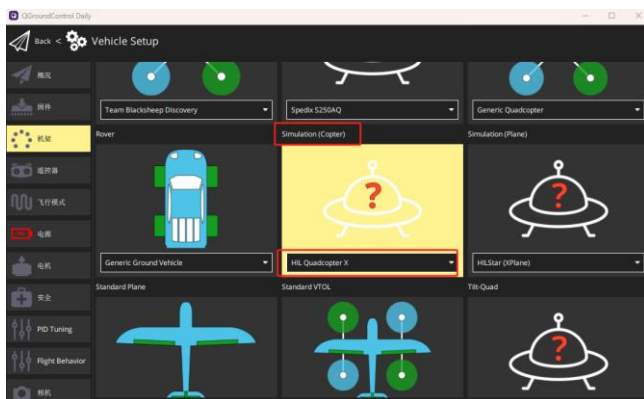 QGroundControl Daily
Back < Vehicle Setup
概况
固件
机架
遥控器
飞行模式
电源
电机
安全
PID Tuning
Flight Behavior
相机
Team Blacksheep Discovery
Spedix S250AQ
Generic Quadcopter
Rover
Simulation (Copter)
Simulation (Plane)
?
?
Generic Ground Vehicle
HIL Quadcopter X
HILStar (XPlane)
Standard Plane
Standard VTOL
Tilt-Quad
?